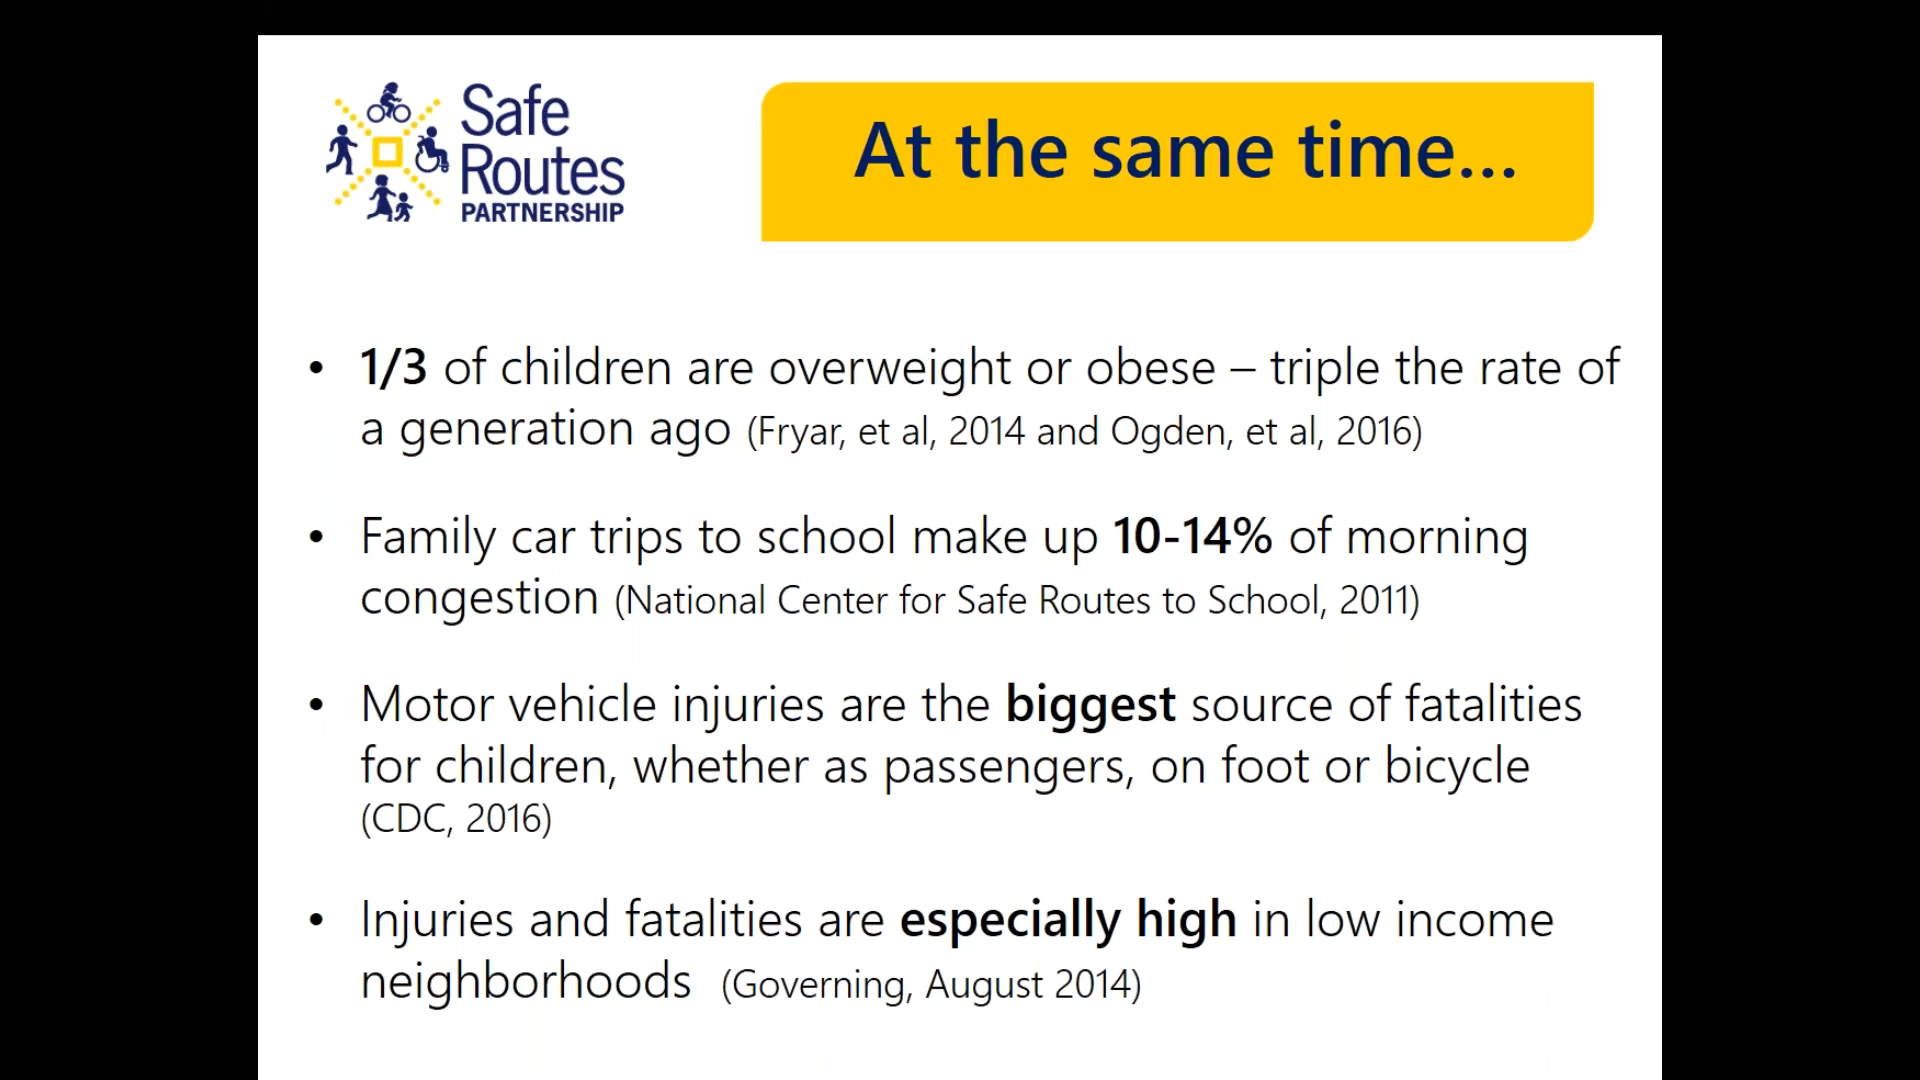 Safe
Routes
PARTNERSHIP
At the same time...
• 1/3 of children are overweight or obese – triple the rate of
a generation ago (Fryar, et al, 2014 and Ogden, et al, 2016)
• Family car trips to school make up 10-14% of morning
congestion (National Center for Safe Routes to School, 2011)
• Motor vehicle injuries are the biggest source of fatalities
for children, whether as passengers, on foot or bicycle
(CDC, 2016)
• Injuries and fatalities are especially high in low income
neighborhoods (Governing, August 2014)